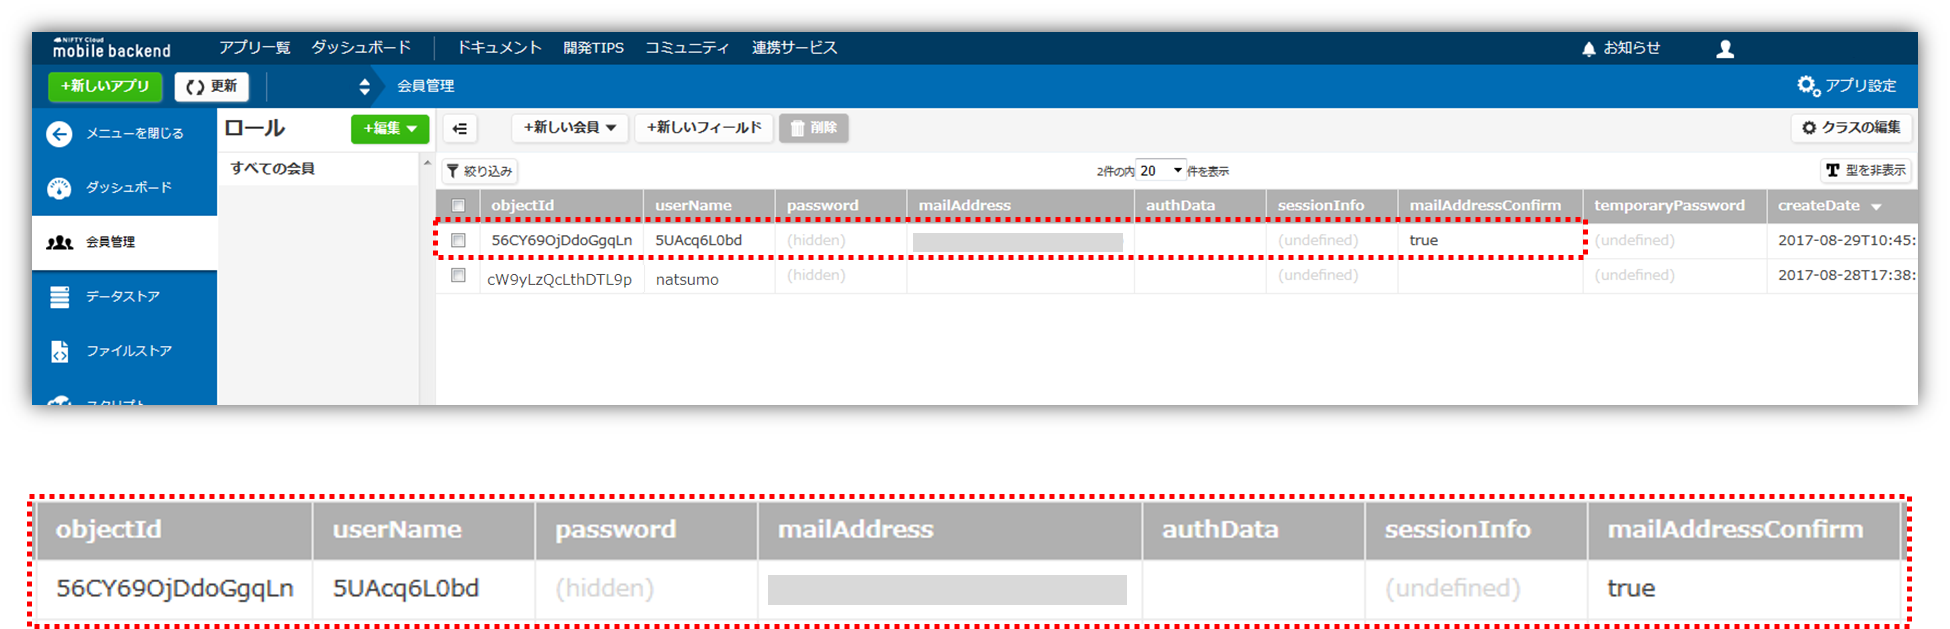 NIFTY Cloud
mobile backend アプリ一覧 ダッシュボード ドキュメント 開発TIPS コミュニティ 連携サービス お知らせ
+新しいアプリ 更新 会員管理 アプリ設定
メニューを閉じる ロール +編集 +新しい会員 +新しいフィールド 削除 クラスの編集
すべての会員 絞り込み 2件の内 20 件を表示 T 型を非表示
ダッシュボード
objectId userName password mailAddress authData sessionInfo mailAddressConfirm temporaryPassword createDate
会員管理 56CY69OjDdoGgqLn 5UAcq6L0bd (hidden) (undefined) true (undefined) 2017-08-29T10:45:
cW9yLzQcLthDTL9p natsumo (hidden) (undefined) (undefined) 2017-08-28T17:38:
データストア
ファイルストア
スクリプト
objectId userName password mailAddress authData sessionInfo mailAddressConfirm
56CY69OjDdoGgqLn 5UAcq6L0bd (hidden) (undefined) true